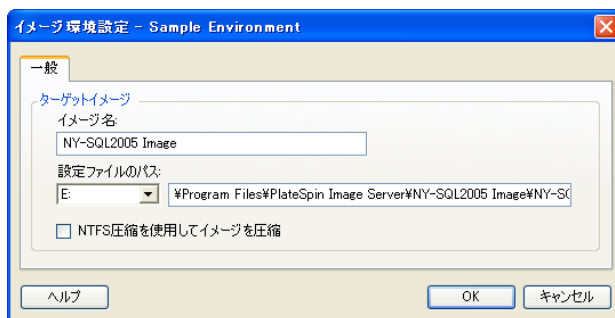 イメージ環境設定 – Sample Environment
一般
ターゲットイメージ
イメージ名:
NY-SQL2005 Image
設定ファイルのパス:
E: ¥Program Files¥PlateSpin Image Server¥NY-SQL2005 Image¥NY-SQ
NTFS圧縮を使用してイメージを圧縮
ヘルプ OK キャンセル